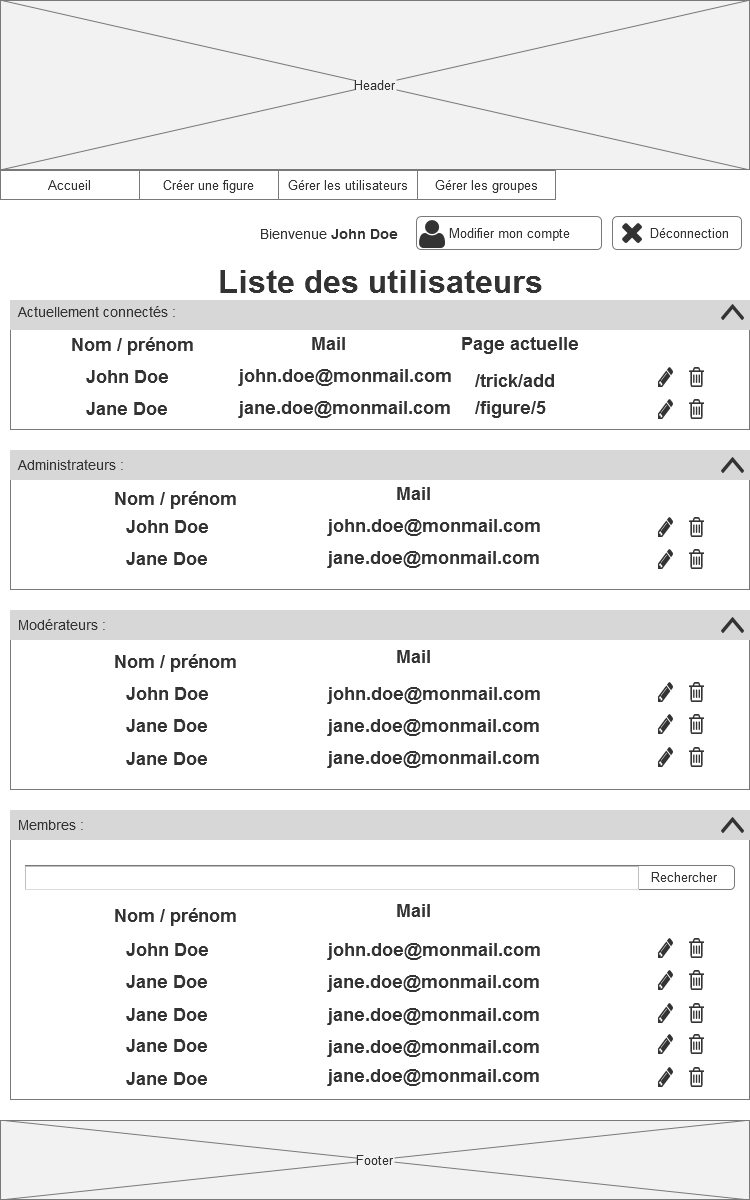 Header
Accueil Créer une figure Gérer les utilisateurs Gérer les groupes
Bienvenue John Doe Modifier mon compte Déconnection
Liste des utilisateurs
Actuellement connectés :
Nom / prénom Mail Page actuelle
John Doe john.doe@monmail.com /trick/add
Jane Doe jane.doe@monmail.com /figure/5
Administrateurs :
Nom / prénom Mail
John Doe john.doe@monmail.com
Jane Doe jane.doe@monmail.com
Modérateurs :
Nom / prénom Mail
John Doe john.doe@monmail.com
Jane Doe jane.doe@monmail.com
Jane Doe jane.doe@monmail.com
Membres :
Rechercher
Nom / prénom Mail
John Doe john.doe@monmail.com
Jane Doe jane.doe@monmail.com
Jane Doe jane.doe@monmail.com
Jane Doe jane.doe@monmail.com
Jane Doe jane.doe@monmail.com
Footer